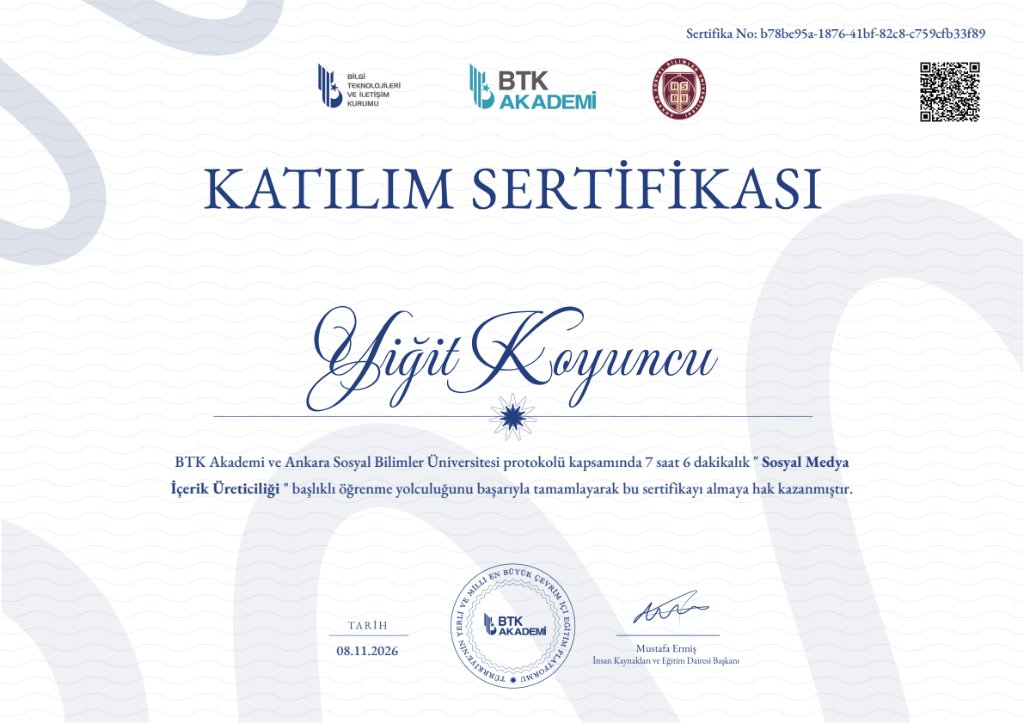 Sertifika No: b78be95a-1876-41bf-82c8-c759cfb33f89
BİLGİ
TEKNOLOJİLERİ
VE İLETİŞİM
KURUMU
BTK
AKADEMİ
KATILIM SERTİFİKASI
Yiğit Koyuncu
BTK Akademi ve Ankara Sosyal Bilimler Üniversitesi protokolü kapsamında 7 saat 6 dakikalık " Sosyal Medya
İçerik Üreticiliği " başlıklı öğrenme yolculuğunu başarıyla tamamlayarak bu sertifikayı almaya hak kazanmıştır.
TARİH
08.11.2026
TÜRKİYE'NİN YERLİ VE MİLLİ EN BÜYÜK ÇEVRİM İÇİ EĞİTİM PLATFORMU
BTK
AKADEMİ
Mustafa Ermiş
İnsan Kaynakları ve Eğitim Dairesi Başkanı